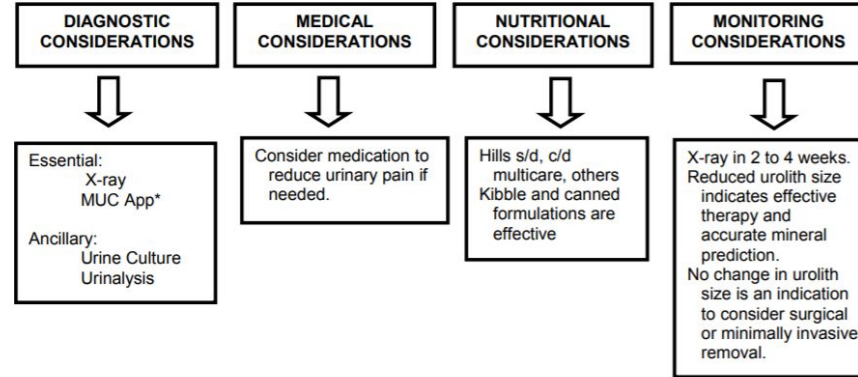 DIAGNOSTIC
CONSIDERATIONS
MEDICAL
CONSIDERATIONS
NUTRITIONAL
CONSIDERATIONS
MONITORING
CONSIDERATIONS
Essential:
X-ray
MUC App*
Ancillary:
Urine Culture
Urinalysis
Consider medication to
reduce urinary pain if
needed.
Hills s/d, c/d
multicare, others
Kibble and canned
formulations are
effective
X-ray in 2 to 4 weeks.
Reduced urolith size
indicates effective
therapy and
accurate mineral
prediction.
No change in urolith
size is an indication
to consider surgical
or minimally invasive
removal.